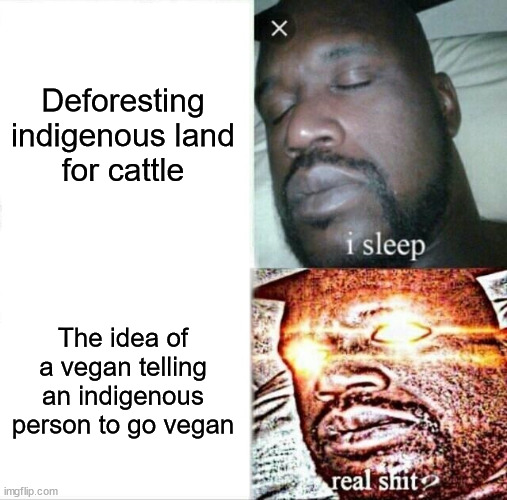 Deforesting
indigenous land
for cattle
i sleep
The idea of
a vegan telling
an indigenous
person to go vegan
real shit?
imgflip.com